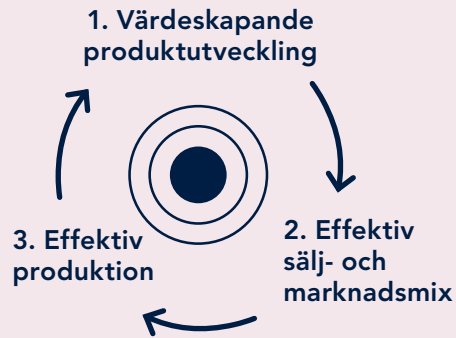 1. Värdeskapande
produktutveckling
2. Effektiv
sälj- och
marknadsmix
3. Effektiv
produktion